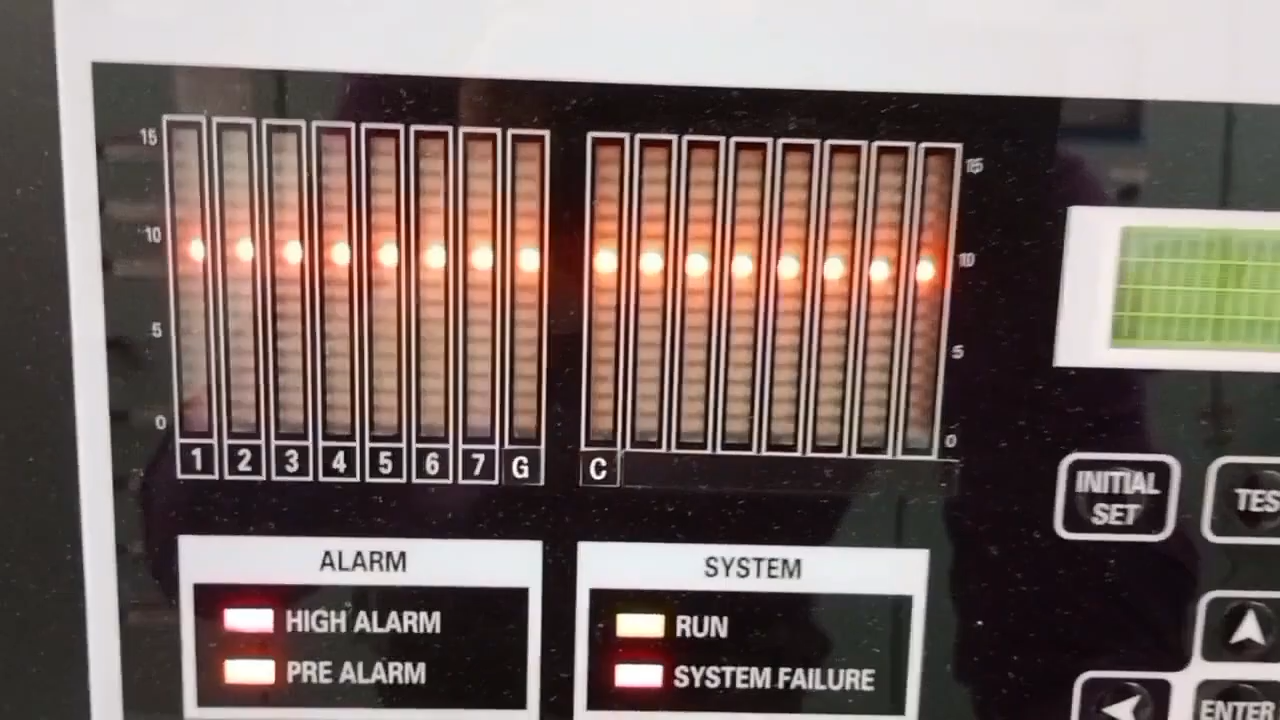 15
10
5
0
1 2 3 4 5 6 7 G
C
15
10
5
0
ALARM
HIGH ALARM
PRE ALARM
SYSTEM
RUN
SYSTEM FAILURE
INITIAL
SET
TES
ENTER